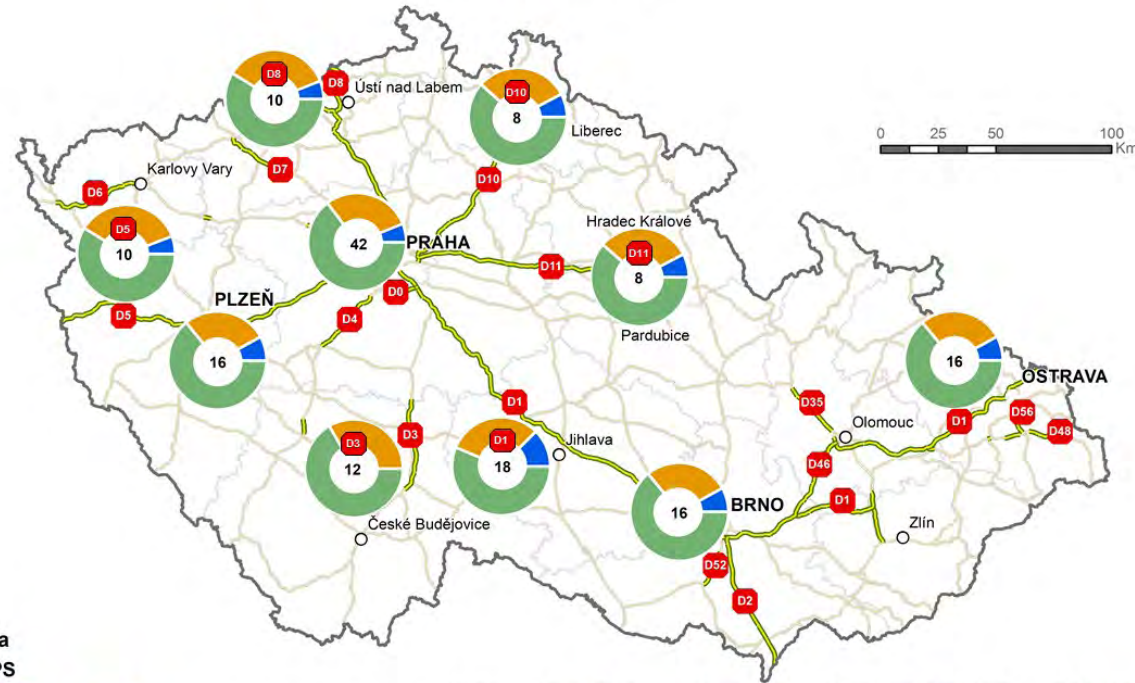 D8
10
D8
Ústí nad Labem
D10
8
Liberec
0 25 50 100
Km
Karlovy Vary
D7
D6
D10
D5
10
42
PRAHA
Hradec Králové
D11
8
D11
Pardubice
D0
PLZEŇ
D5
D4
16
16
OSTRAVA
D1
D35
D56
D48
Olomouc
D1
D3
D3
12
D1
18
Jihlava
D46
16
BRNO
D1
Zlín
České Budějovice
D52
D2